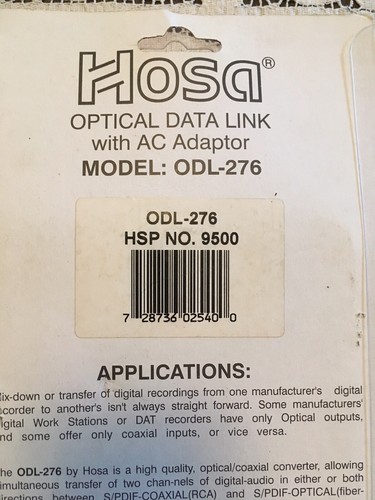 Hosa®
OPTICAL DATA LINK
with AC Adaptor
MODEL: ODL-276
ODL-276
HSP NO. 9500
7 28736 02540 0
APPLICATIONS:
ix-down or transfer of digital recordings from one manufacturer's digital
corder to another's isn't always straight forward. Some manufacturers'
igital Work Stations or DAT recorders have only Optical outputs,
nd some offer only coaxial inputs, or vice versa.
he ODL-276 by Hosa is a high quality, optical/coaxial converter, allowing
imultaneous transfer of two chan-nels of digital-audio in either or both
irections between S/PDIF-COAXIAL(RCA) and S/PDIF-OPTICAL(fiber-